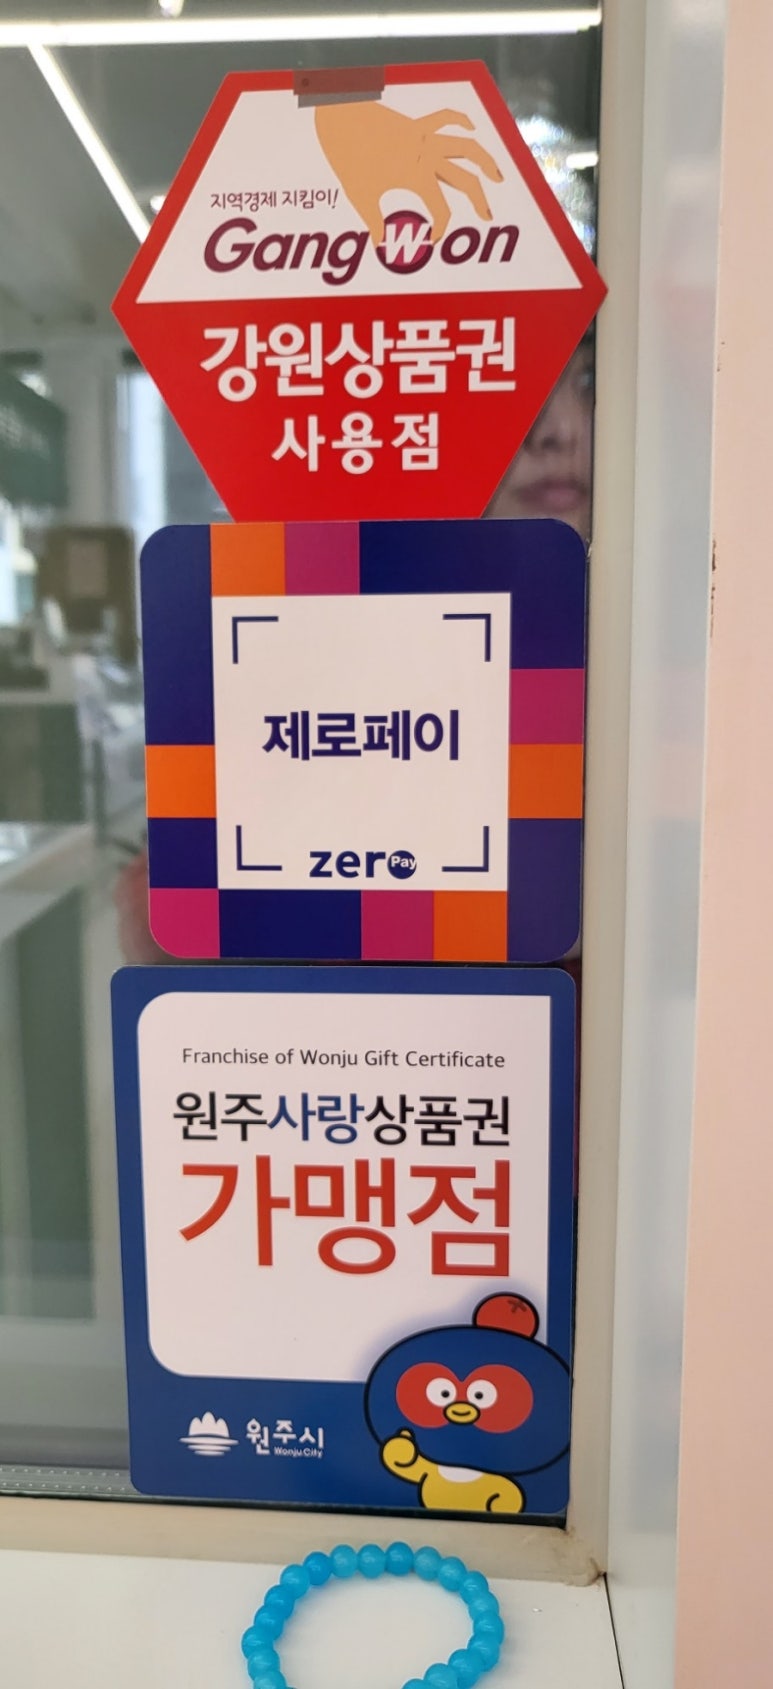 지역경제 지킴이!
GangWon
강원상품권
사용점
제로페이
zero Pay
Franchise of Wonju Gift Certificate
원주사랑상품권
가맹점
원주시
Wonju City